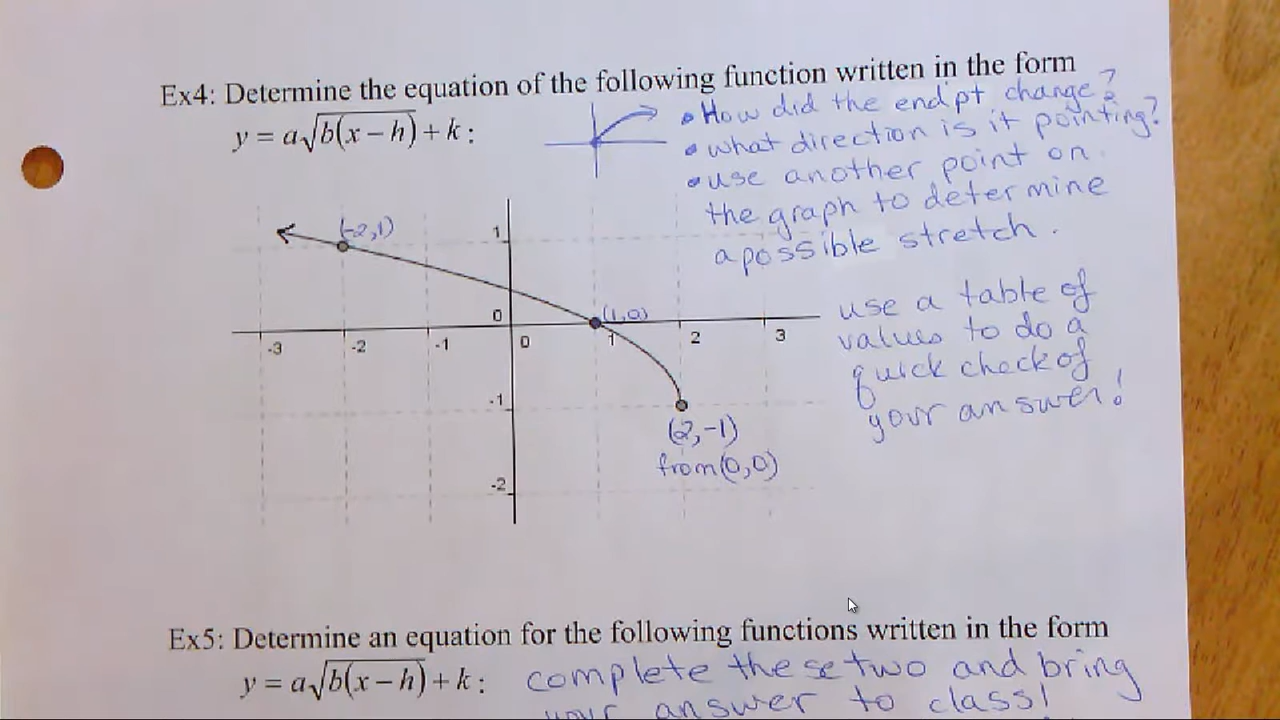 Ex4: Determine the equation of the following function written in the form
y = a√b(x − h) + k :
• How did the endpt change?
• what direction is it pointing?
• use another point on
the graph to determine
a possible stretch.
(-2,1)
1
0
(1,0)
-3 -2 -1 0 1 2 3
-1
(2,-1)
from(0,0)
-2
use a table of
values to do a
quick check of
your answer!
Ex5: Determine an equation for the following functions written in the form
y = a√b(x − h) + k :
complete these two and bring
your answer to class!